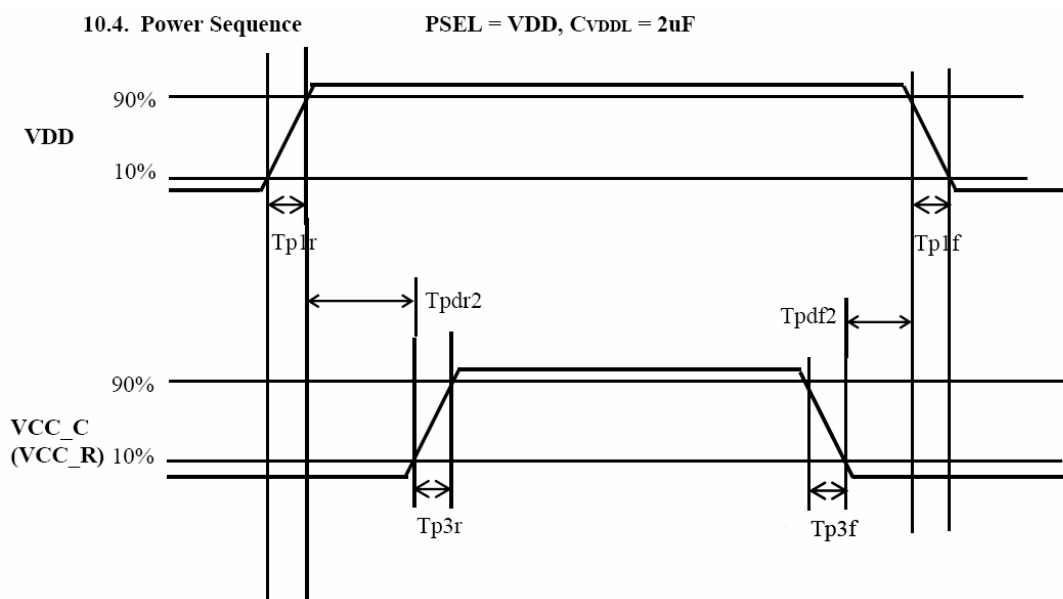 10.4. Power Sequence PSEL = VDD, CVDDL = 2uF
90%
VDD
10%
Tp1r
Tp1f
Tpdr2
Tpdf2
90%
VCC_C
(VCC_R) 10%
Tp3r
Tp3f